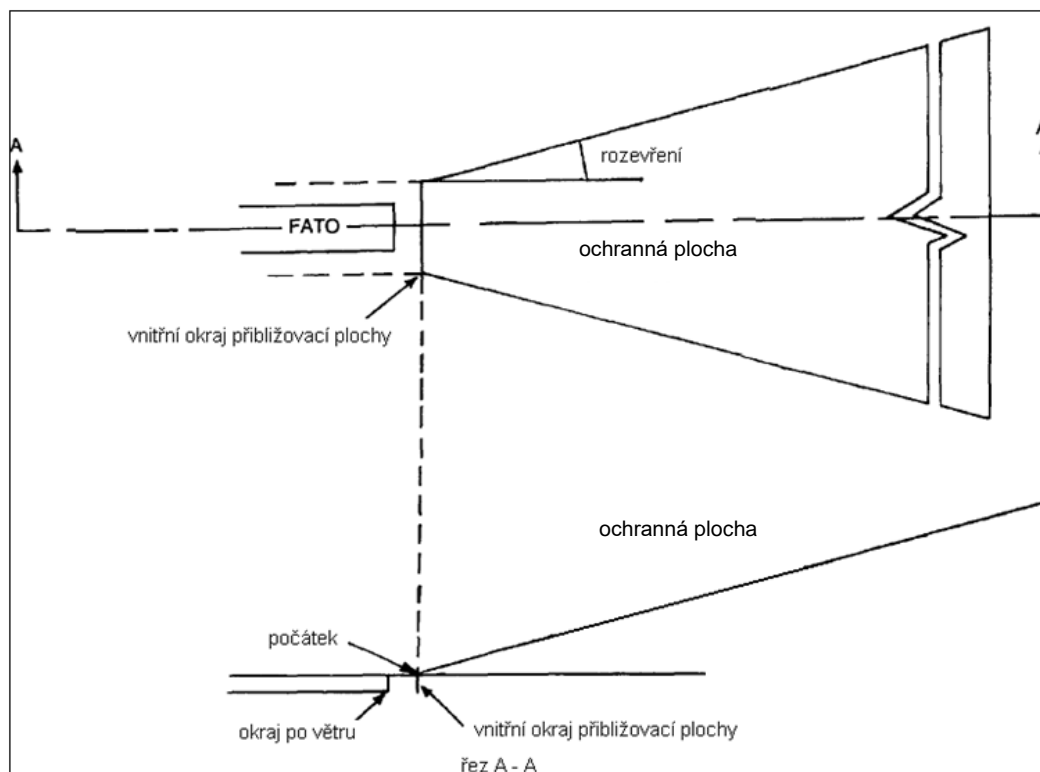 A
A
rozevření
FATO
ochranná plocha
vnitřní okraj přibližovací plochy
ochranná plocha
počátek
okraj po větru
vnitřní okraj přibližovací plochy
řez A - A